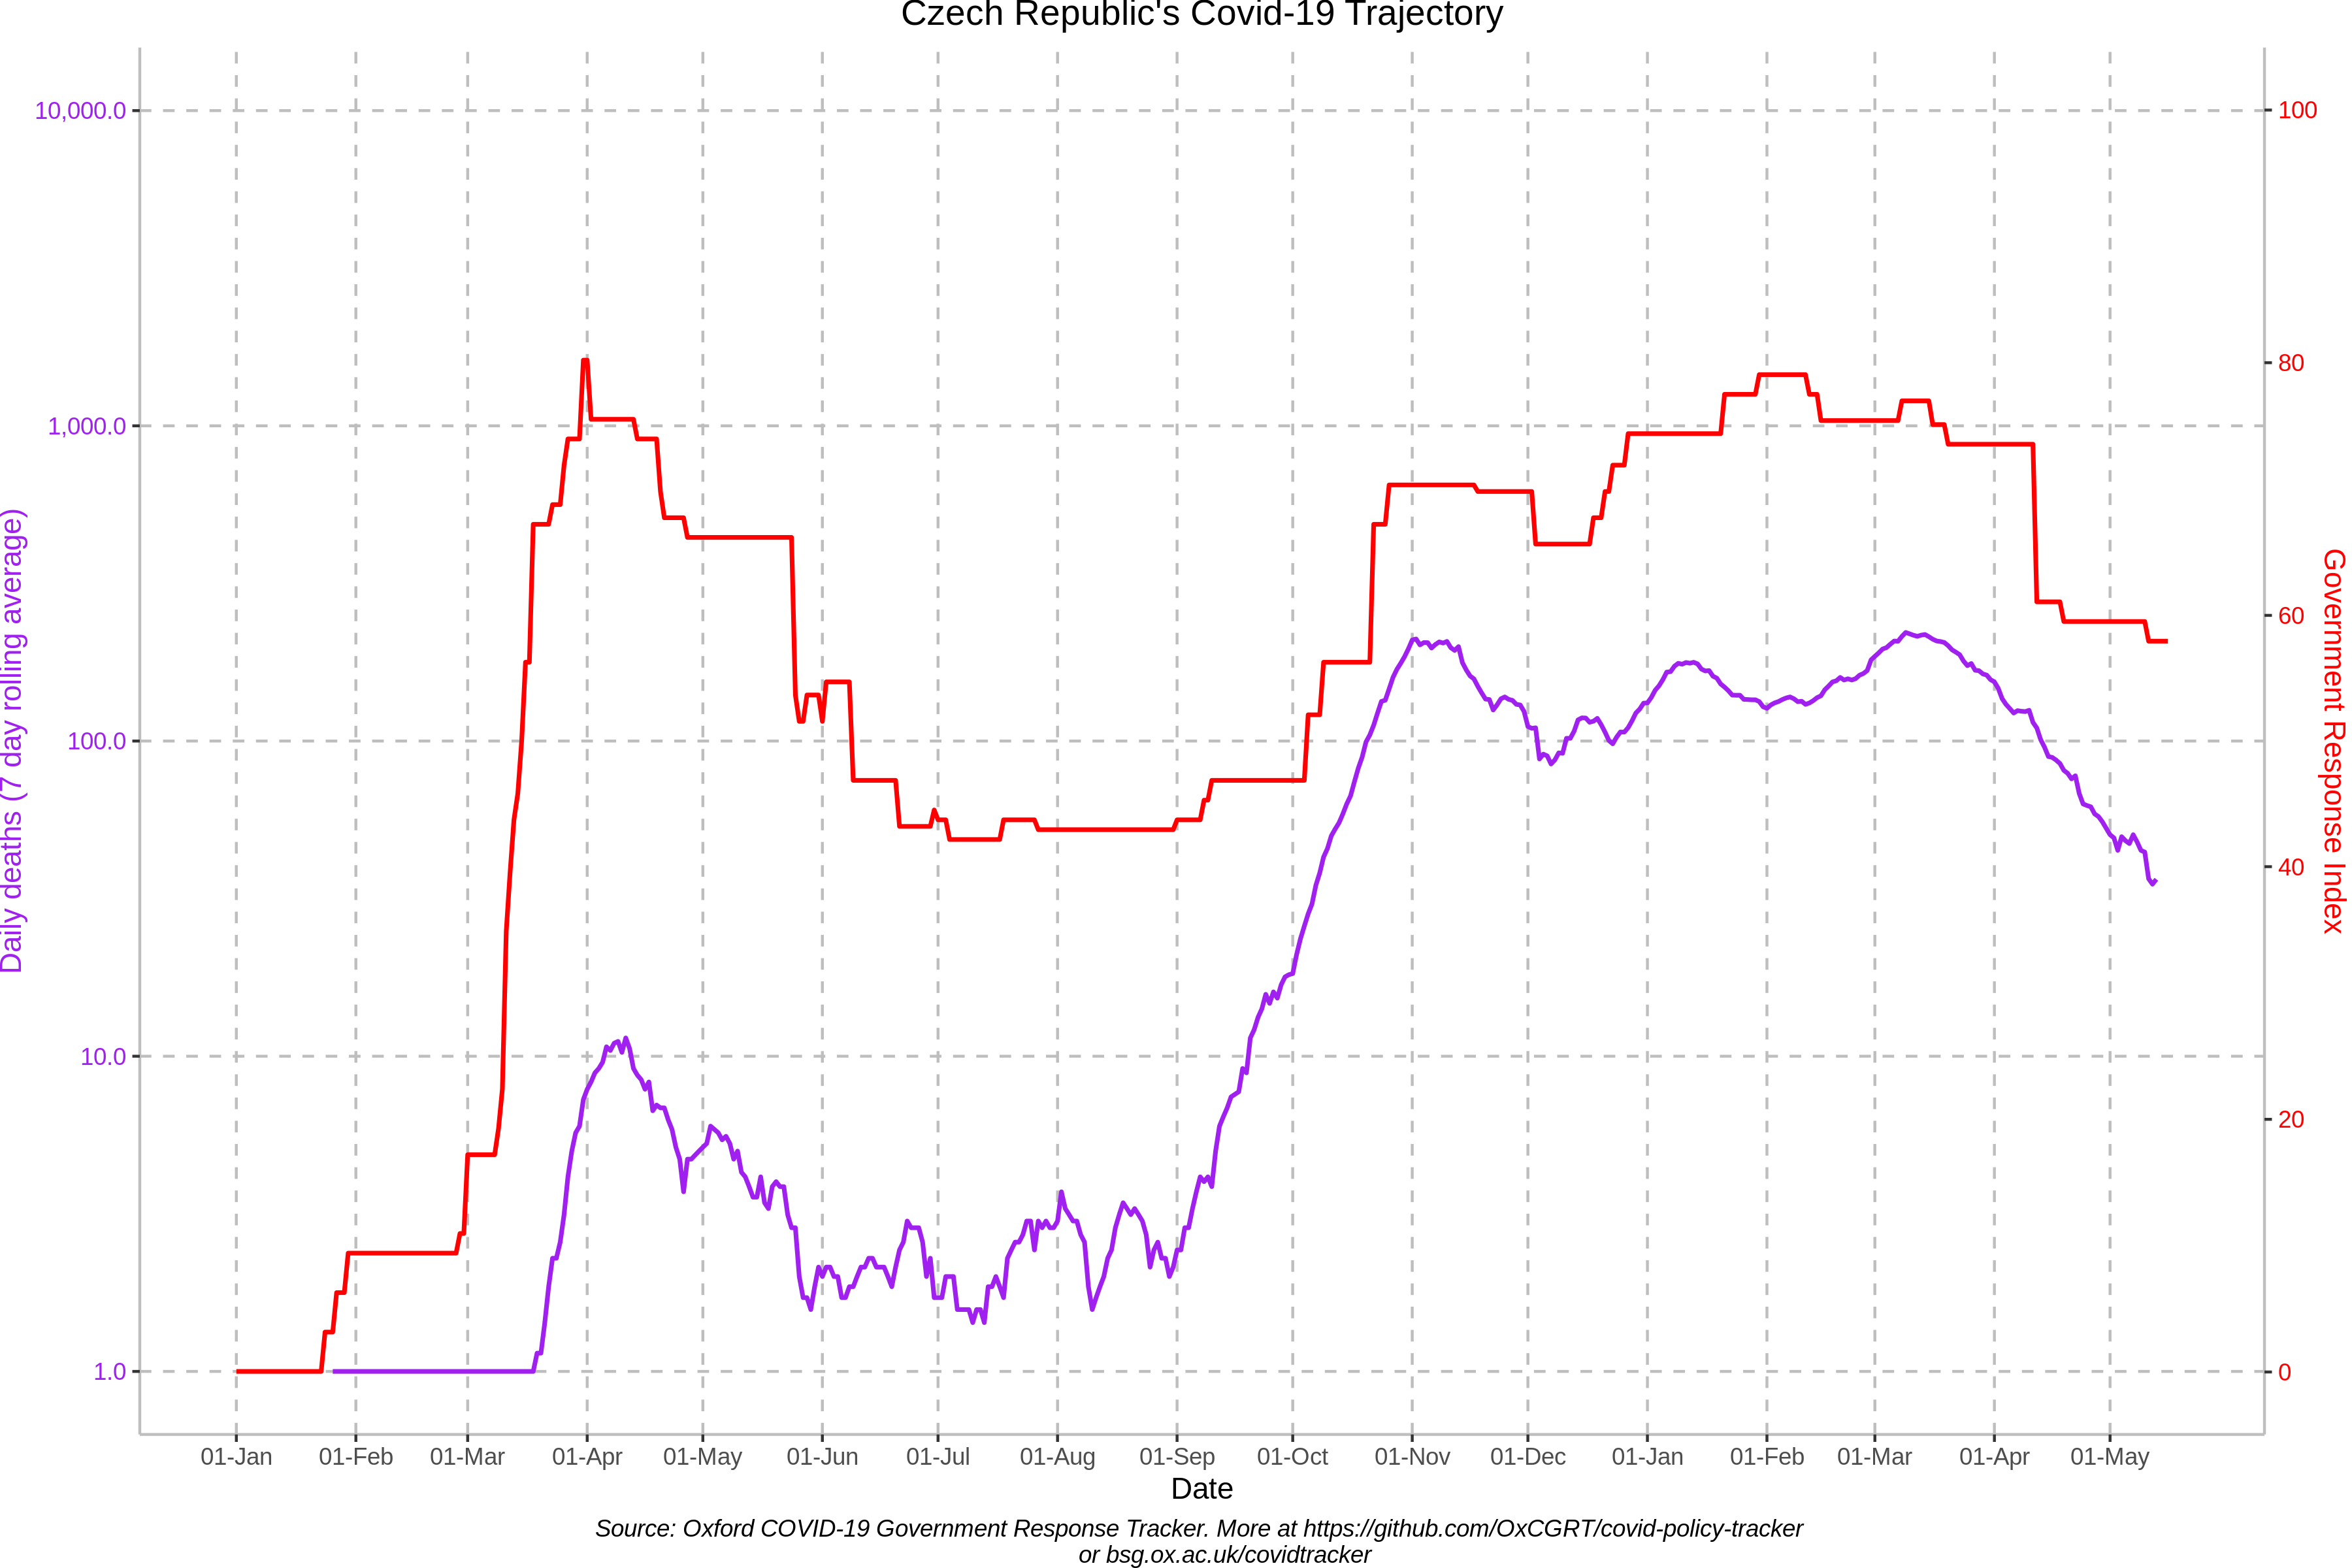 Czech Republic's Covid-19 Trajectory
10,000.0
1,000.0
100.0
10.0
1.0
Daily deaths (7 day rolling average)
100
80
60
40
20
0
Government Response Index
01-Jan 01-Feb 01-Mar 01-Apr 01-May 01-Jun 01-Jul 01-Aug 01-Sep 01-Oct 01-Nov 01-Dec 01-Jan 01-Feb 01-Mar 01-Apr 01-May
Date
Source: Oxford COVID-19 Government Response Tracker. More at https://github.com/OxCGRT/covid-policy-tracker
or bsg.ox.ac.uk/covidtracker